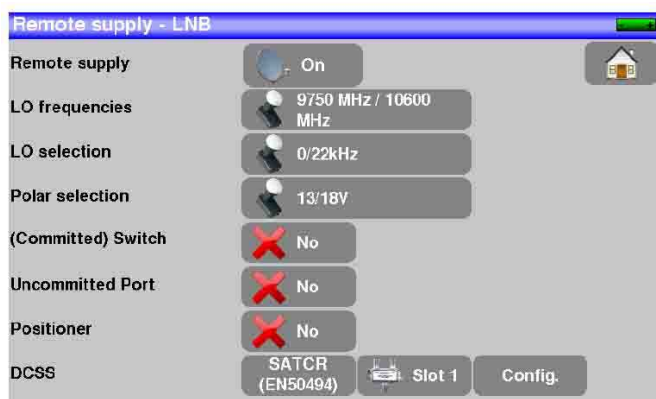 Remote supply - LNB
Remote supply On
LO frequencies 9750 MHz / 10600
MHz
LO selection 0/22kHz
Polar selection 13/18V
(Committed) Switch No
Uncommitted Port No
Positioner No
DCSS SATCR
(EN50494) Slot 1 Config.